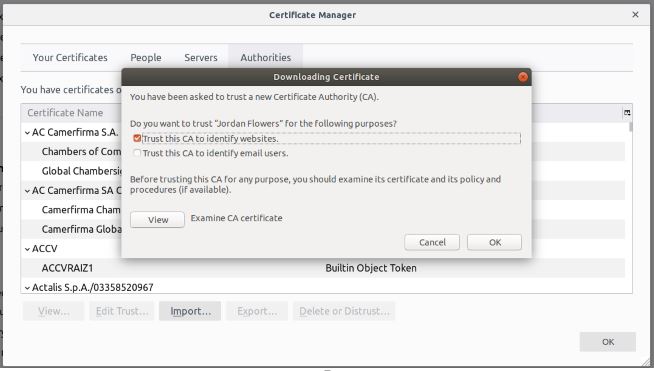 Certificate Manager
Your Certificates People Servers Authorities
You have certificates o
Certificate Name
AC Camerfirma S.A.
Chambers of Com
Global Chambersi
AC Camerfirma SA C
Camerfirma Cham
Camerfirma Globa
ACCV
ACCVRAIZ1 Builtin Object Token
Actalis S.p.A./03358520967
View... Edit Trust... Import... Export... Delete or Distrust...
OK
Downloading Certificate
You have been asked to trust a new Certificate Authority (CA).
Do you want to trust “Jordan Flowers” for the following purposes?
Trust this CA to identify websites.
Trust this CA to identify email users.
Before trusting this CA for any purpose, you should examine its certificate and its policy and
procedures (if available).
View Examine CA certificate
Cancel OK